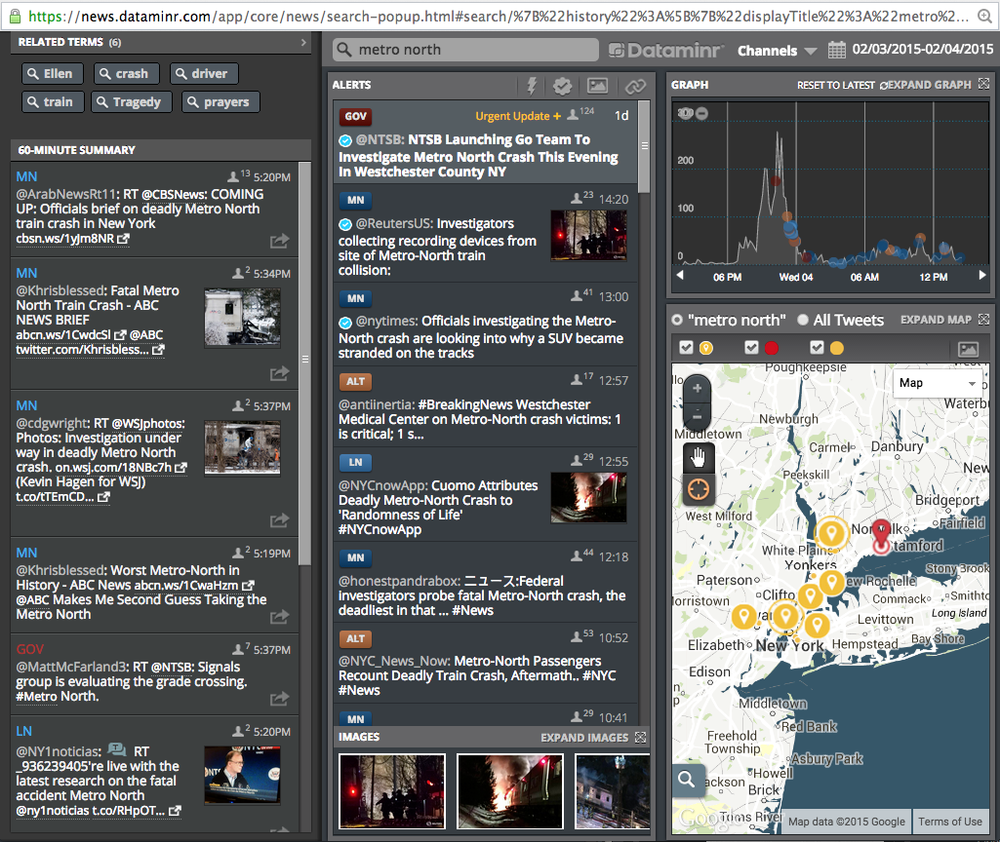 https://news.dataminr.com/app/core/news/search-popup.html#search/%7B%22history%22%3A%5B%7B%22displayTitle%22%3A%22metro%2...
RELATED TERMS (6)
Ellen
crash
driver
train
Tragedy
prayers
60-MINUTE SUMMARY
MN
13 5:20PM
@ArabNewsRt11: RT @CBSNews: COMING
UP: Officials brief on deadly Metro North
train crash in New York
cbsn.ws/1yJm8NR
MN
2 5:34PM
@Khrisblessed: Fatal Metro
North Train Crash - ABC
NEWS BRIEF
abcn.ws/1CwdcSl @ABC
twitter.com/Khrisbless...
MN
2 5:37PM
@cdgwright: RT @WSJphotos:
Photos: Investigation under
way in deadly Metro North
crash. on.wsj.com/18NBc7h
(Kevin Hagen for WSJ)
t.co/tTEmCD...
MN
2 5:19PM
@Khrisblessed: Worst Metro-North in
History - ABC News abcn.ws/1CwaHzm
@ABC Makes Me Second Guess Taking the
Metro North
GOV
7 5:37PM
@MattMcFarland3: RT @NTSB: Signals
group is evaluating the grade crossing.
#Metro North.
LN
2 5:20PM
@NY1noticias: RT
_936239405're live with the
latest research on the fatal
accident Metro North
@ny1noticias t.co/RHpOT...
metro north
Dataminr
Channels
02/03/2015-02/04/2015
ALERTS
GOV
Urgent Update + 124 1d
@NTSB: NTSB Launching Go Team To
Investigate Metro North Crash This Evening
In Westchester County NY
MN
23 14:20
@ReutersUS: Investigators
collecting recording devices from
site of Metro-North train
collision:
MN
41 13:00
@nytimes: Officials investigating the Metro-
North crash are looking into why a SUV became
stranded on the tracks
ALT
17 12:57
@antiinertia: #BreakingNews Westchester
Medical Center on Metro-North crash victims: 1
is critical; 1 s...
LN
29 12:55
@NYCnowApp: Cuomo Attributes
Deadly Metro-North Crash to
'Randomness of Life'
#NYCnowApp
MN
44 12:18
@honestpandrabox: ニュース:Federal
investigators probe fatal Metro-North crash, the
deadliest in that ... #News
ALT
53 10:52
@NYC_News_Now: Metro-North Passengers
Recount Deadly Train Crash, Aftermath.. #NYC
#News
MN
29 10:41
IMAGES
EXPAND IMAGES
GRAPH
RESET TO LATEST
EXPAND GRAPH
200
100
0
06 PM
Wed 04
06 AM
12 PM
"metro north"
All Tweets
EXPAND MAP
Map
Poughkeepsie
Waterbu
Newburgh
Middletown
Carmel
Danbury
New
Peekskill
Bridgeport
West Milford
Fairfield
Norwalk
Stamford
White Plains
Yonkers
Stony Brook
Paterson
New Rochelle
Commack
Smithto
Clifto
orristown
Long Island
Levittown
Elizabeth
New York
Hempstead
Bay Shore
Edison
Middletown
Red Bank
Freehold
Township
Asbury Park
Howell
ackson
Brick
Toms River
Google
Map data ©2015 Google
Terms of Use